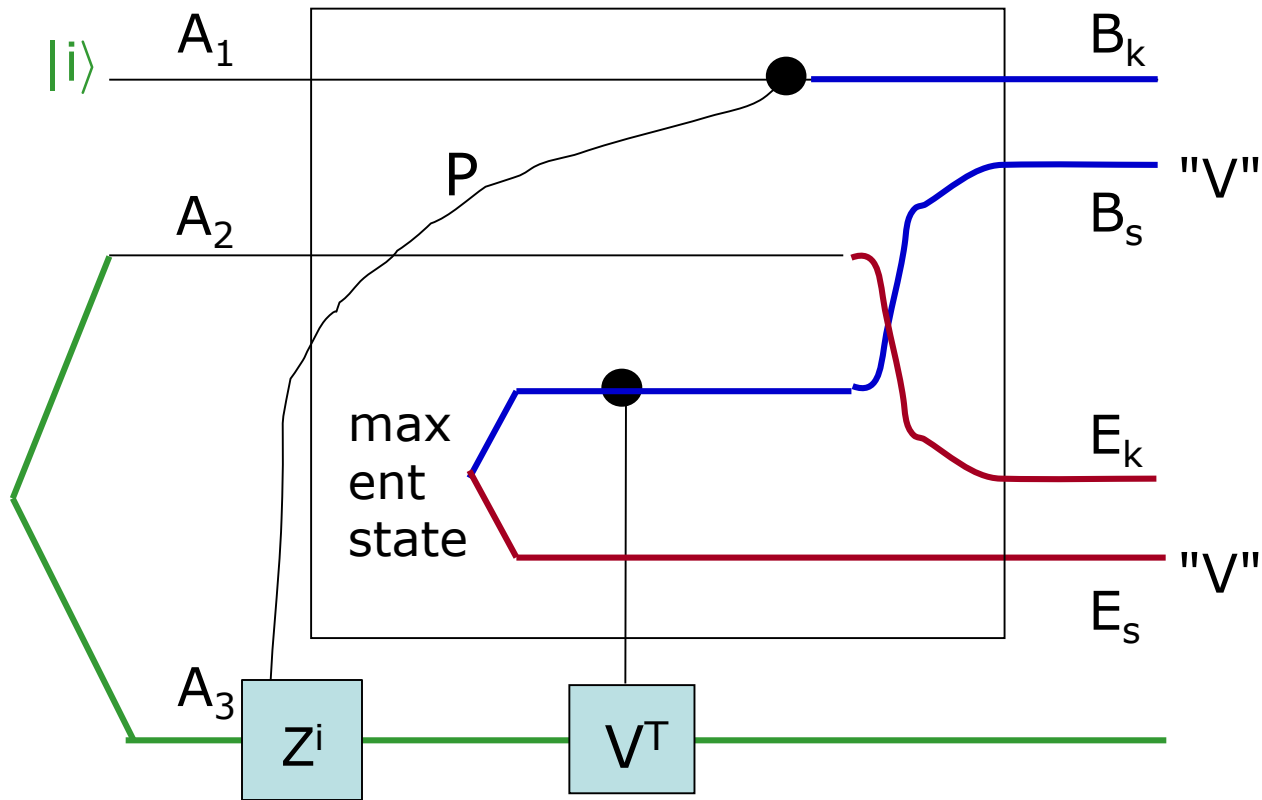 |i⟩
A₁
Bₖ
P
"V"
A₂
Bₛ
max
ent
state
Eₖ
"V"
Eₛ
A₃
Zⁱ
Vᵀ